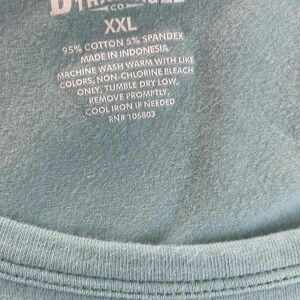 CO
XXL
95% COTTON 5% SPANDEX
MADE IN INDONESIA
MACHINE WASH WARM WITH LIKE
COLORS, NON-CHLORINE BLEACH
ONLY, TUMBLE DRY LOW,
REMOVE PROMPTLY,
COOL IRON IF NEEDED
RN# 106803